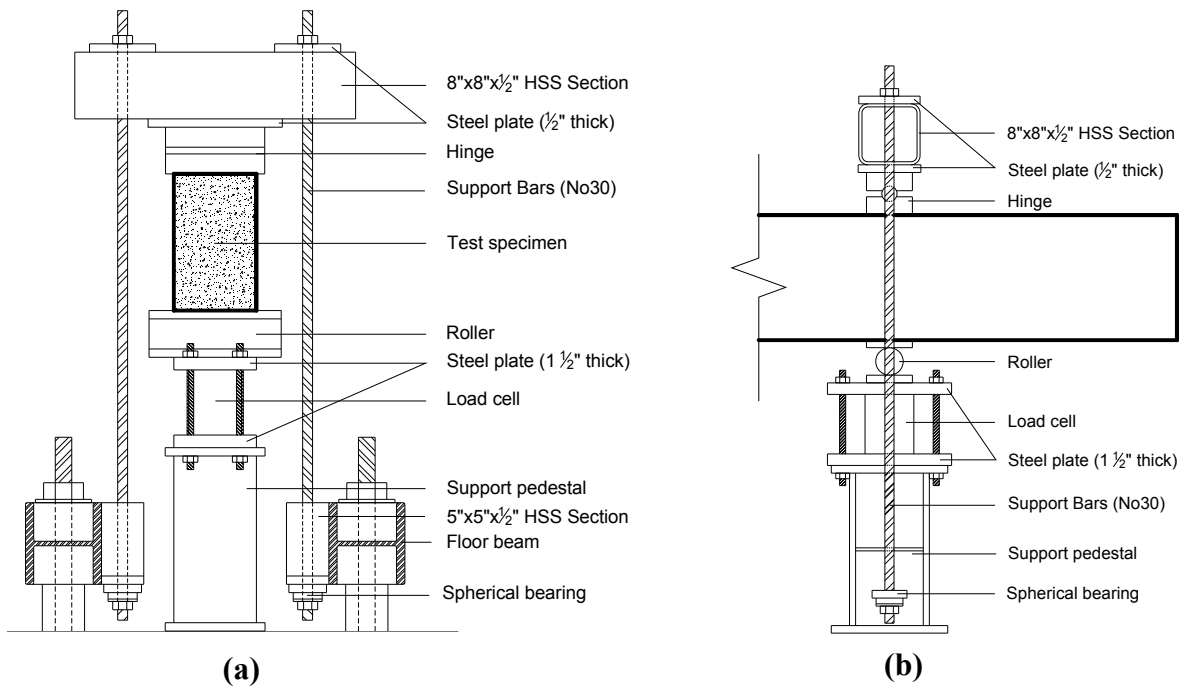 8"x8"x½" HSS Section
Steel plate (½" thick)
Hinge
Support Bars (No30)
Test specimen
Roller
Steel plate (1 ½" thick)
Load cell
Support pedestal
5"x5"x½" HSS Section
Floor beam
Spherical bearing
(a)
8"x8"x½" HSS Section
Steel plate (½" thick)
Hinge
Roller
Load cell
Steel plate (1 ½" thick)
Support Bars (No30)
Support pedestal
Spherical bearing
(b)